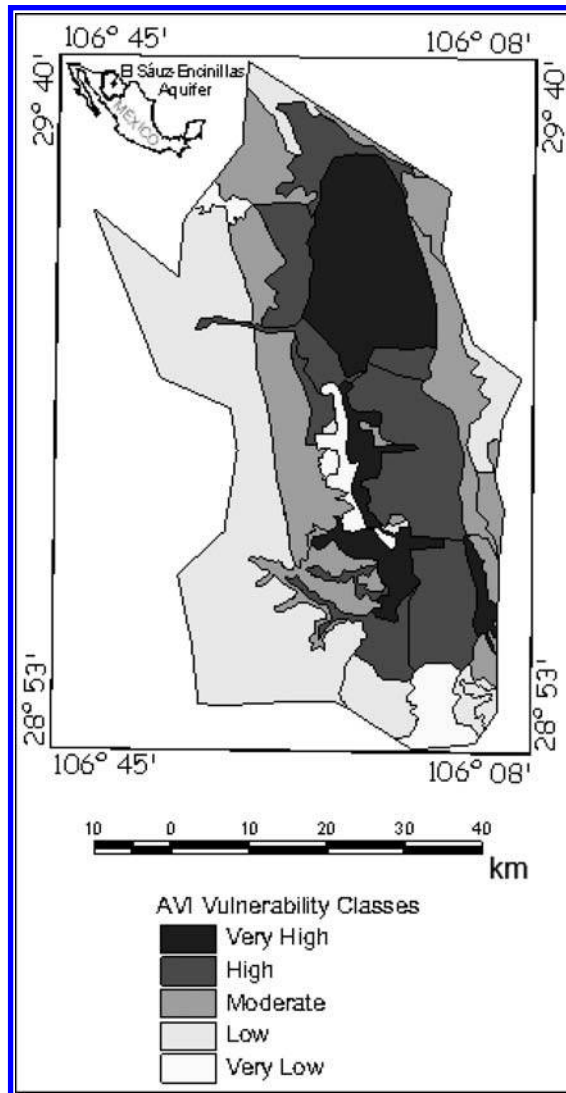 106° 45' 106° 08'
29° 40'
29° 40'
El Sáuz-Encinillas
Aquifer
MEXICO
28° 53'
28° 53'
106° 45' 106° 08'
10 0 10 20 30 40
km
AVI Vulnerability Classes
Very High
High
Moderate
Low
Very Low